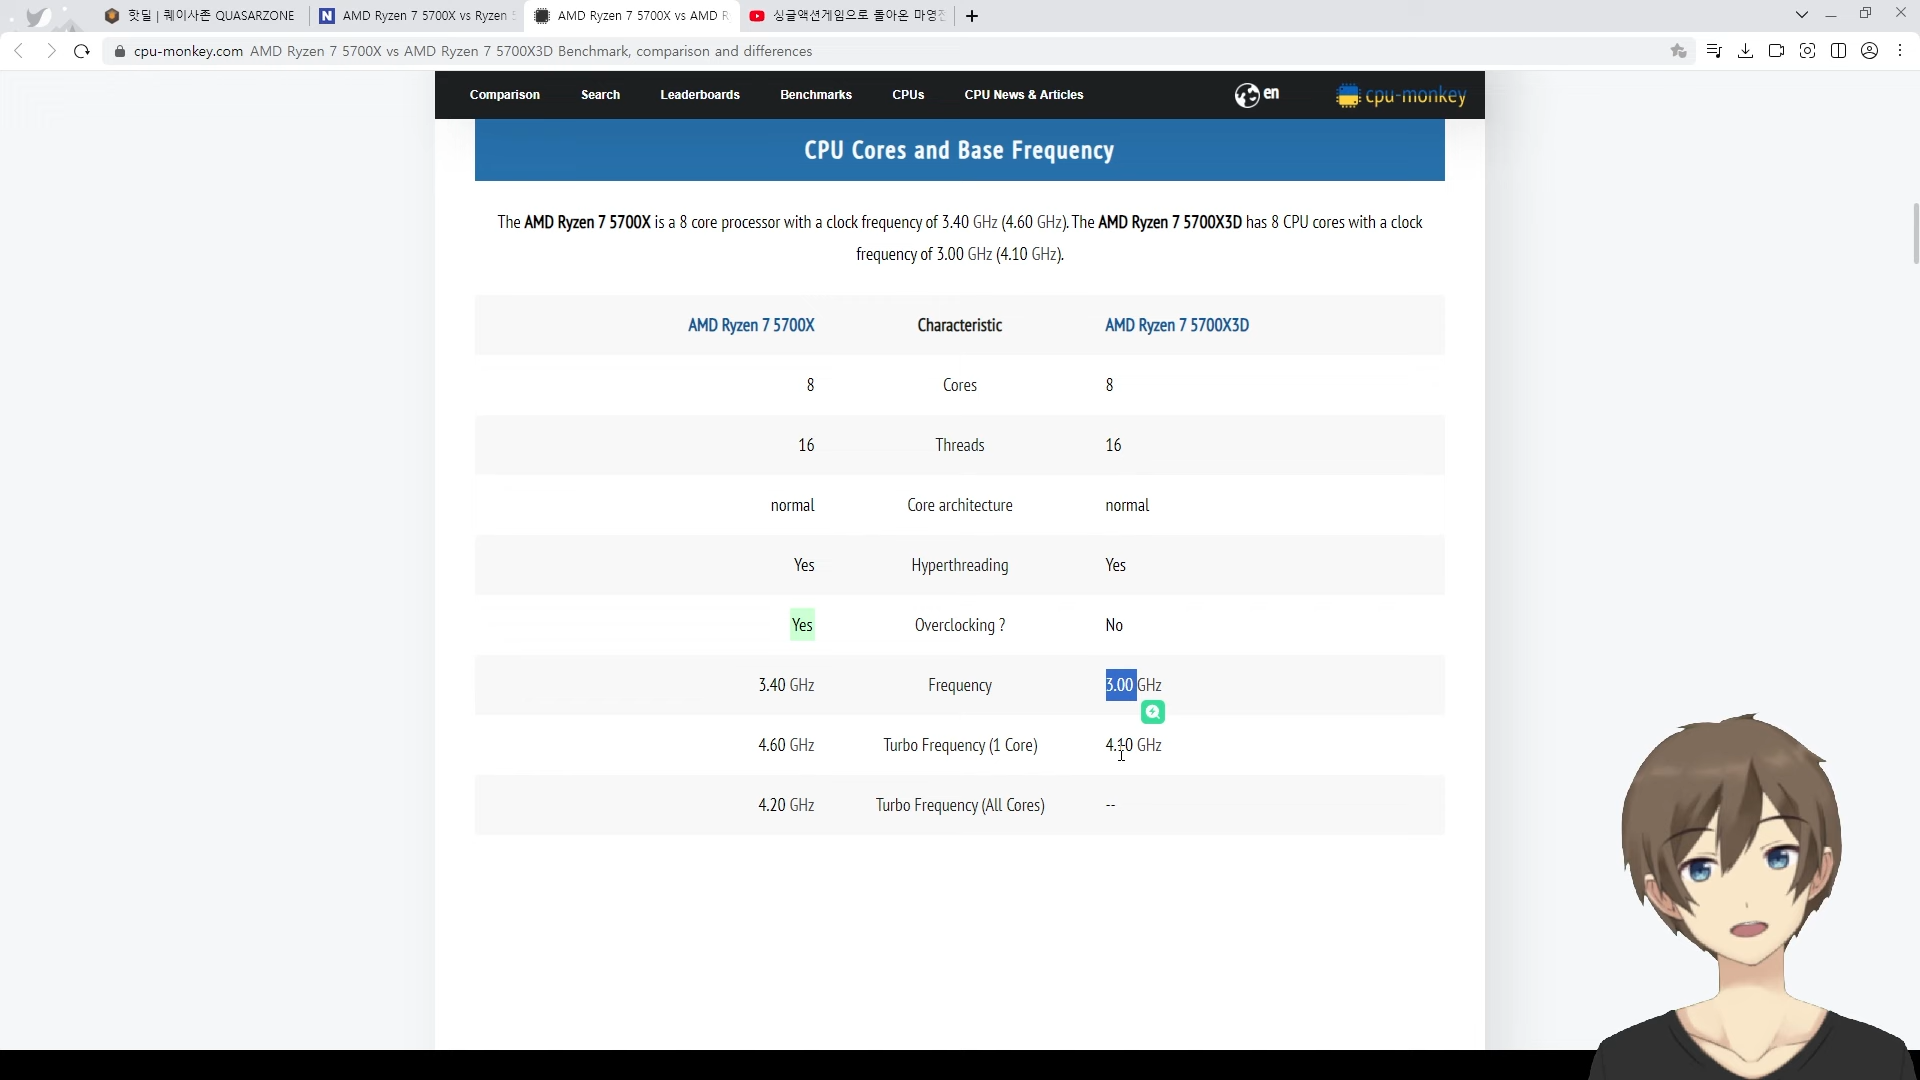 핫딜 | 퀘이사존 QUASARZONE
AMD Ryzen 7 5700X vs Ryzen
AMD Ryzen 7 5700X vs AMD R
싱글액션게임으로 돌아온 마영전
cpu-monkey.com AMD Ryzen 7 5700X vs AMD Ryzen 7 5700X3D Benchmark, comparison and differences
Comparison Search Leaderboards Benchmarks CPUs CPU News & Articles en cpu-monkey
CPU Cores and Base Frequency
The AMD Ryzen 7 5700X is a 8 core processor with a clock frequency of 3.40 GHz (4.60 GHz). The AMD Ryzen 7 5700X3D has 8 CPU cores with a clock
frequency of 3.00 GHz (4.10 GHz).
AMD Ryzen 7 5700X Characteristic AMD Ryzen 7 5700X3D
8 Cores 8
16 Threads 16
normal Core architecture normal
Yes Hyperthreading Yes
Yes Overclocking ? No
3.40 GHz Frequency 3.00 GHz
4.60 GHz Turbo Frequency (1 Core) 4.10 GHz
4.20 GHz Turbo Frequency (All Cores) --